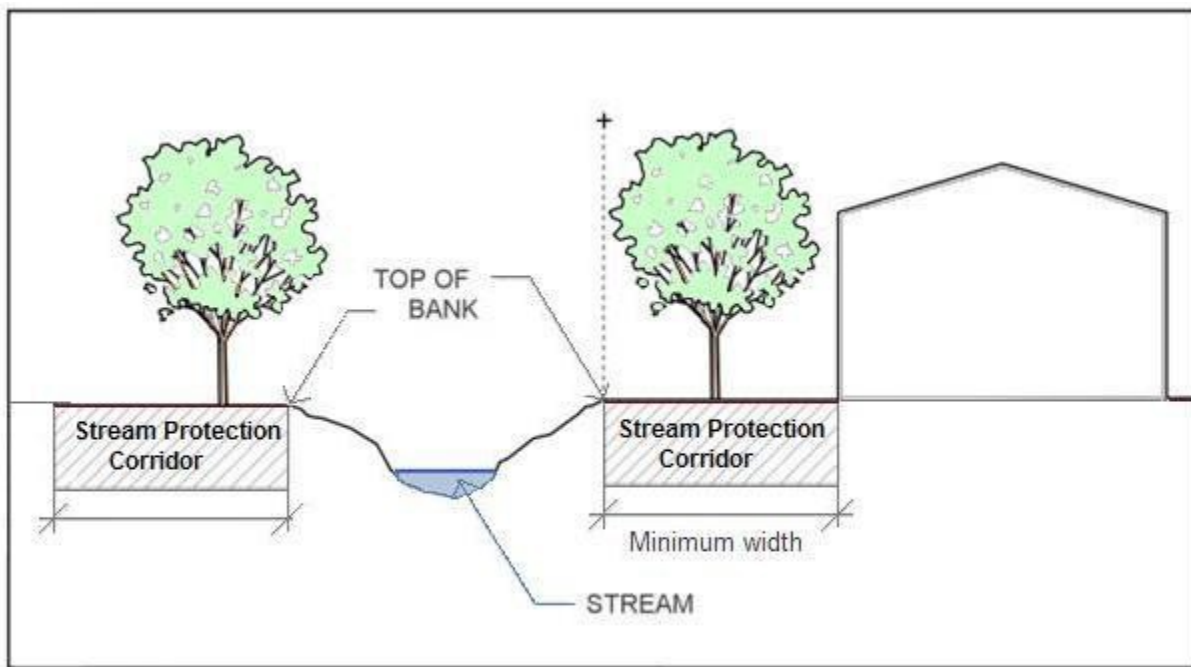 TOP OF
BANK
Stream Protection
Corridor
Stream Protection
Corridor
Minimum width
STREAM